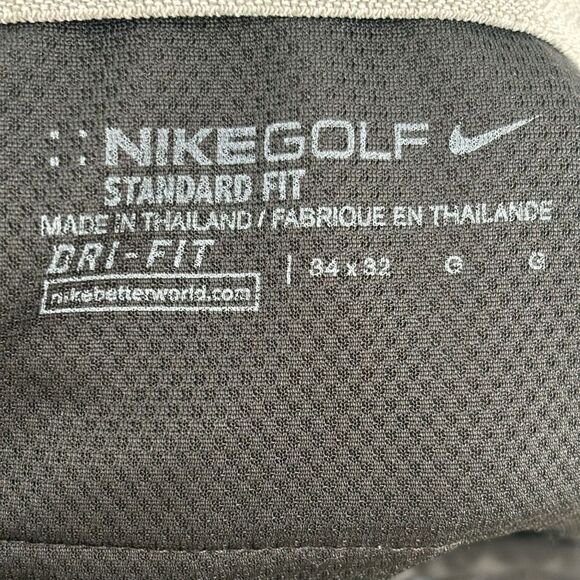 NIKEGOLF
STANDARD FIT
MADE IN THAILAND / FABRIQUE EN THAILANDE
DRI-FIT | 34 x 32 G G
nikebetterworld.com